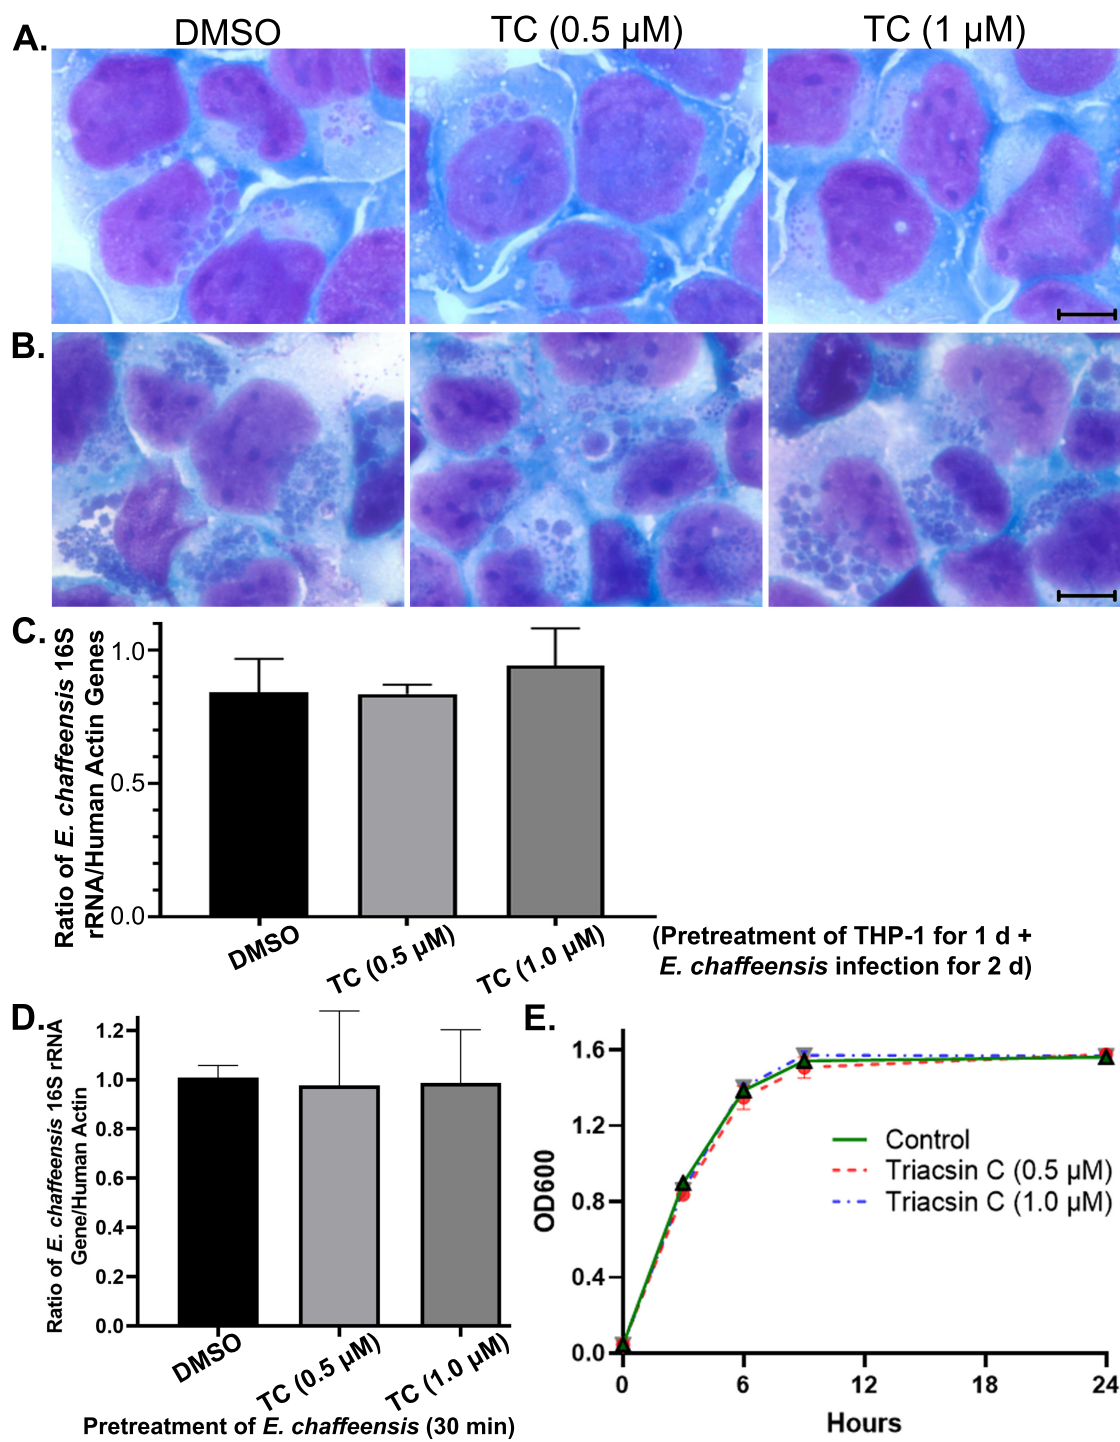 A.
DMSO
TC (0.5 µM)
TC (1 µM)
B.
C.
Ratio of E. chaffeensis 16S
rRNA/Human Actin Genes
1.0
0.5
0.0
DMSO
TC (0.5 µM)
TC (1.0 µM)
(Pretreatment of THP-1 for 1 d +
E. chaffeensis infection for 2 d)
D.
Ratio of E. chaffeensis 16S rRNA
Gene/Human Actin
1.2
1.0
0.8
0.6
0.4
0.2
0.0
DMSO
TC (0.5 µM)
TC (1.0 µM)
Pretreatment of E. chaffeensis (30 min)
E.
OD600
1.6
1.2
0.8
0.4
0.0
Control
Triacsin C (0.5 µM)
Triacsin C (1.0 µM)
0 6 12 18 24
Hours